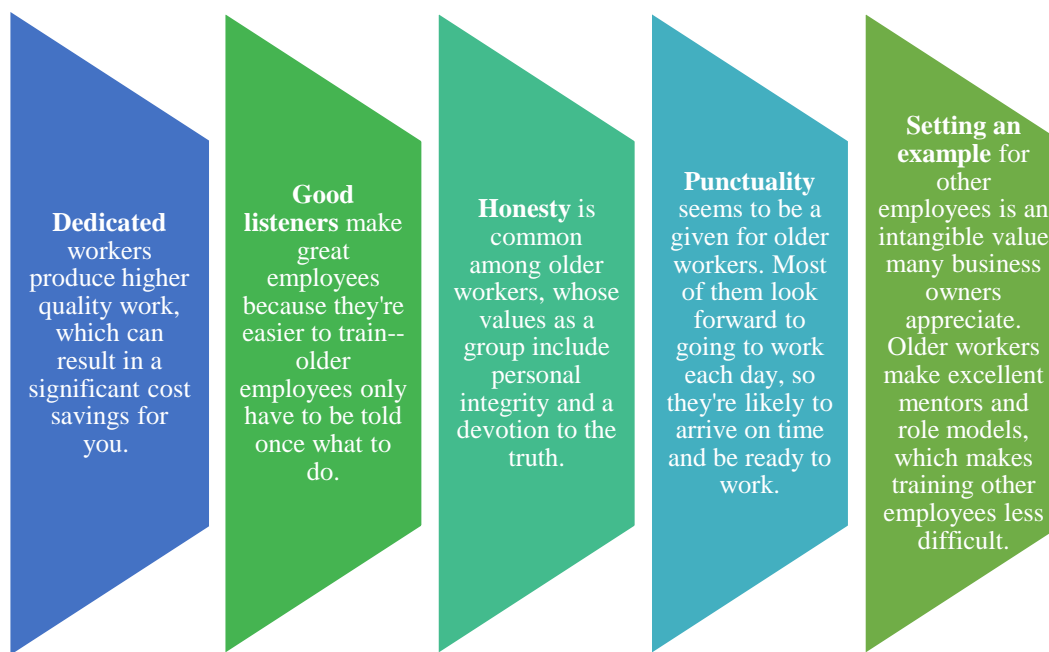 Dedicated
workers
produce higher
quality work,
which can
result in a
significant cost
savings for
you.
Good
listeners make
great
employees
because they're
easier to train--
older
employees only
have to be told
once what to
do.
Honesty is
common
among older
workers, whose
values as a
group include
personal
integrity and a
devotion to the
truth.
Punctuality
seems to be a
given for older
workers. Most
of them look
forward to
going to work
each day, so
they're likely to
arrive on time
and be ready to
work.
Setting an
example for
other
employees is an
intangible value
many business
owners
appreciate.
Older workers
make excellent
mentors and
role models,
which makes
training other
employees less
difficult.